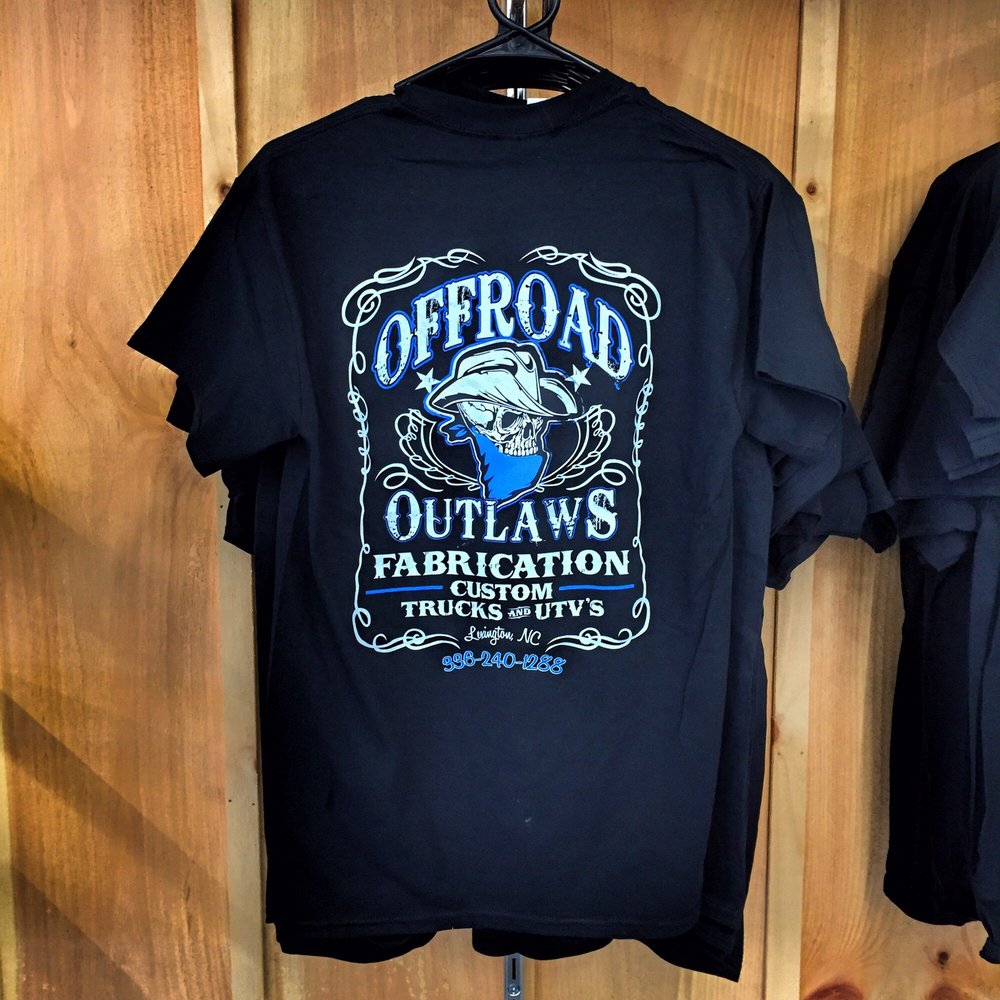 OFFROAD
OUTLAWS
FABRICATION
CUSTOM
TRUCKS AND UTV'S
Lexington, NC
336-240-1288